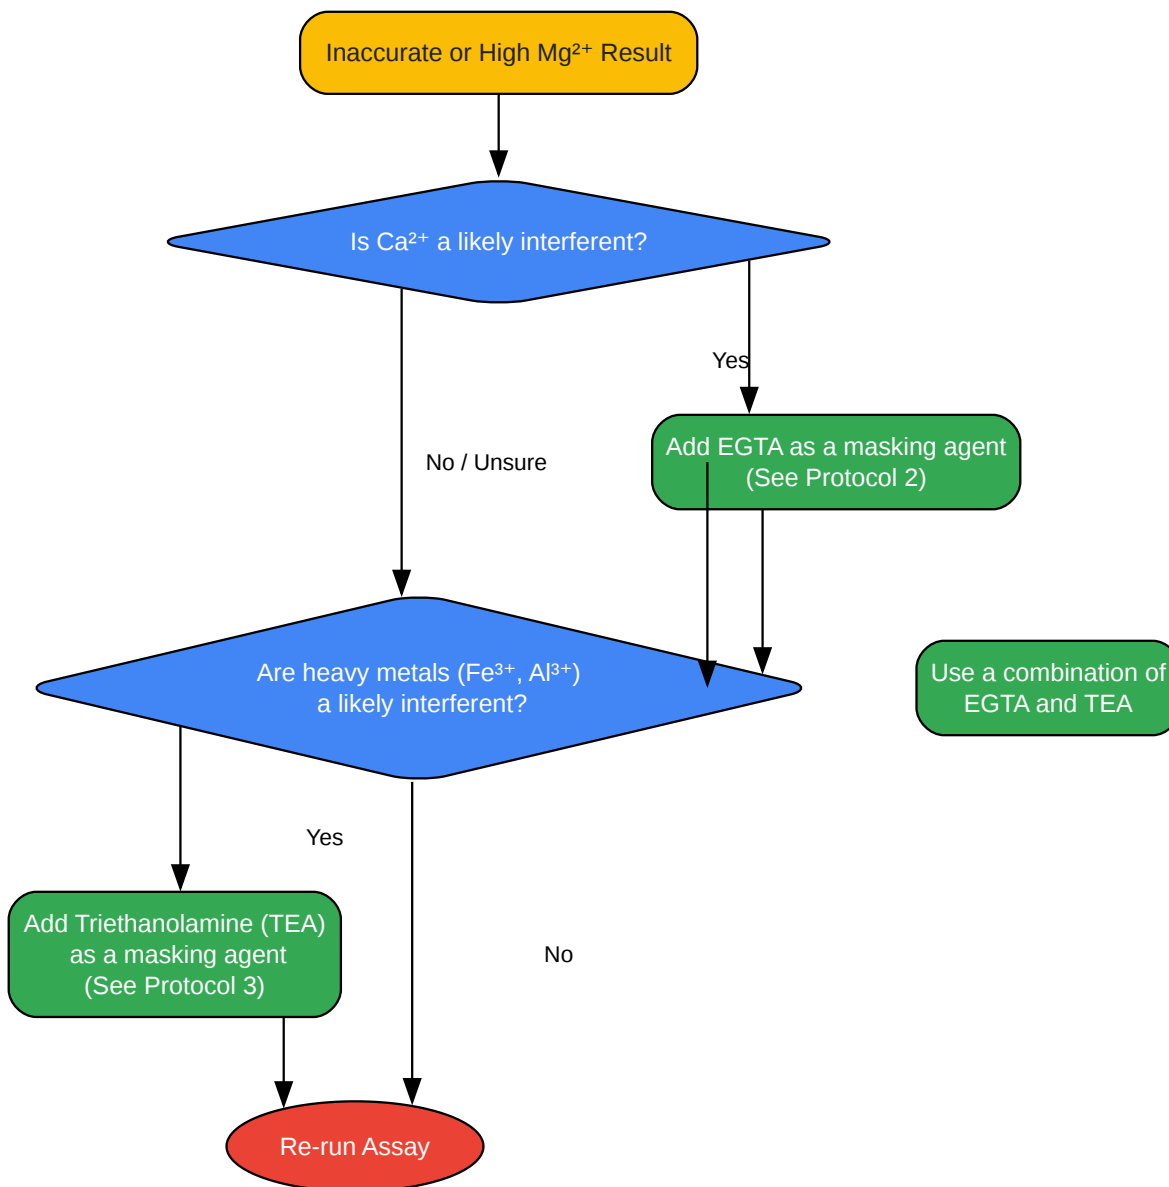 Inaccurate or High Mg²⁺ Result
Is Ca²⁺ a likely interferent?
Yes
Add EGTA as a masking agent
(See Protocol 2)
No / Unsure
Are heavy metals (Fe³⁺, Al³⁺)
a likely interferent?
Use a combination of
EGTA and TEA
Yes
Add Triethanolamine (TEA)
as a masking agent
(See Protocol 3)
No
Re-run Assay